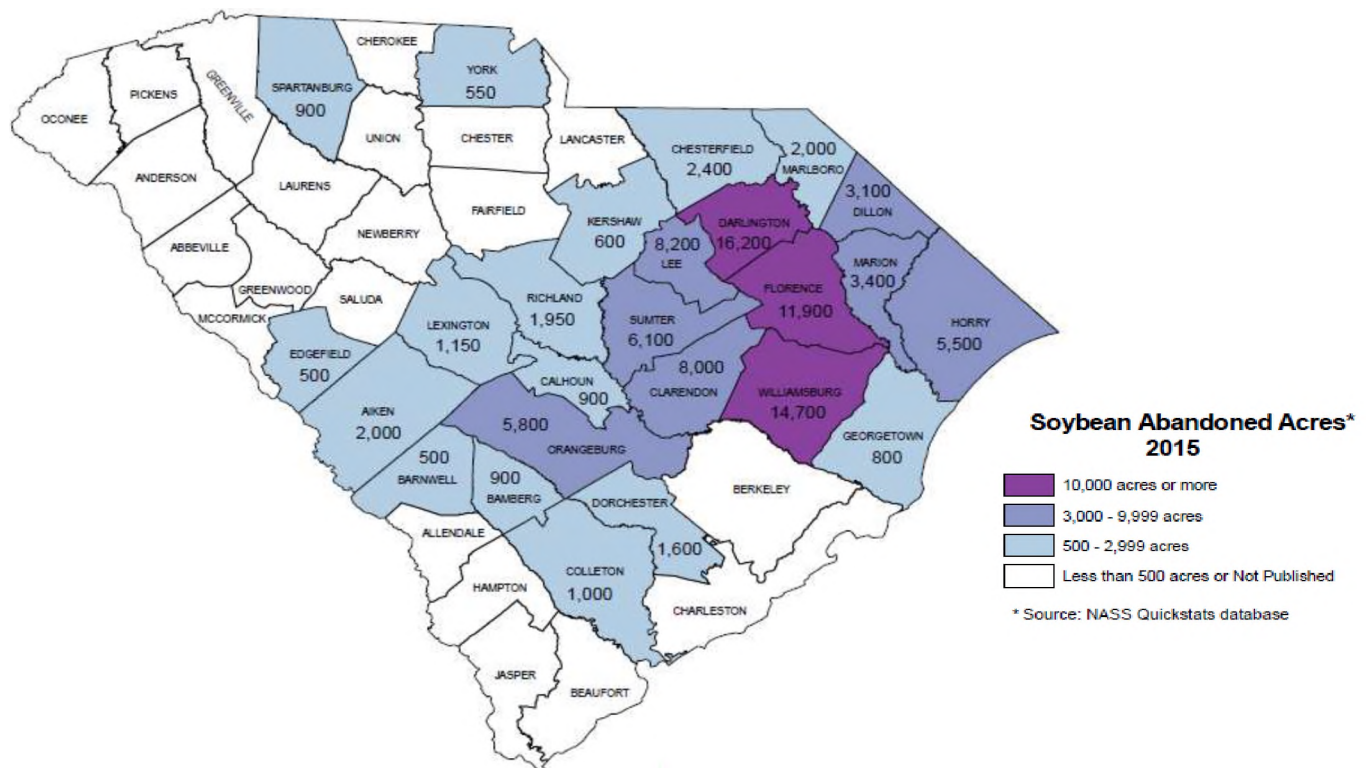 CHEROKEE
YORK
550
SPARTANBURG
900
GREENVILLE
PICKENS
OCONEE
UNION
CHESTER
LANCASTER
CHESTERFIELD
2,400
2,000
MARLBORO
ANDERSON
LAURENS
3,100
DILLON
FAIRFIELD
KERSHAW
600
DARLINGTON
16,200
NEWBERRY
ABBEVILLE
8,200
LEE
MARION
3,400
GREENWOOD
SALUDA
RICHLAND
1,950
FLORENCE
11,900
MCCORMICK
LEXINGTON
1,150
SUMTER
6,100
HORRY
5,500
EDGEFIELD
500
CALHOUN
900
8,000
CLARENDON
WILLIAMSBURG
14,700
AIKEN
2,000
5,800
ORANGEBURG
GEORGETOWN
800
500
BARNWELL
900
BAMBERG
BERKELEY
DORCHESTER
1,600
ALLENDALE
COLLETON
1,000
HAMPTON
CHARLESTON
JASPER
BEAUFORT
Soybean Abandoned Acres*
2015
10,000 acres or more
3,000 - 9,999 acres
500 - 2,999 acres
Less than 500 acres or Not Published
* Source: NASS Quickstats database